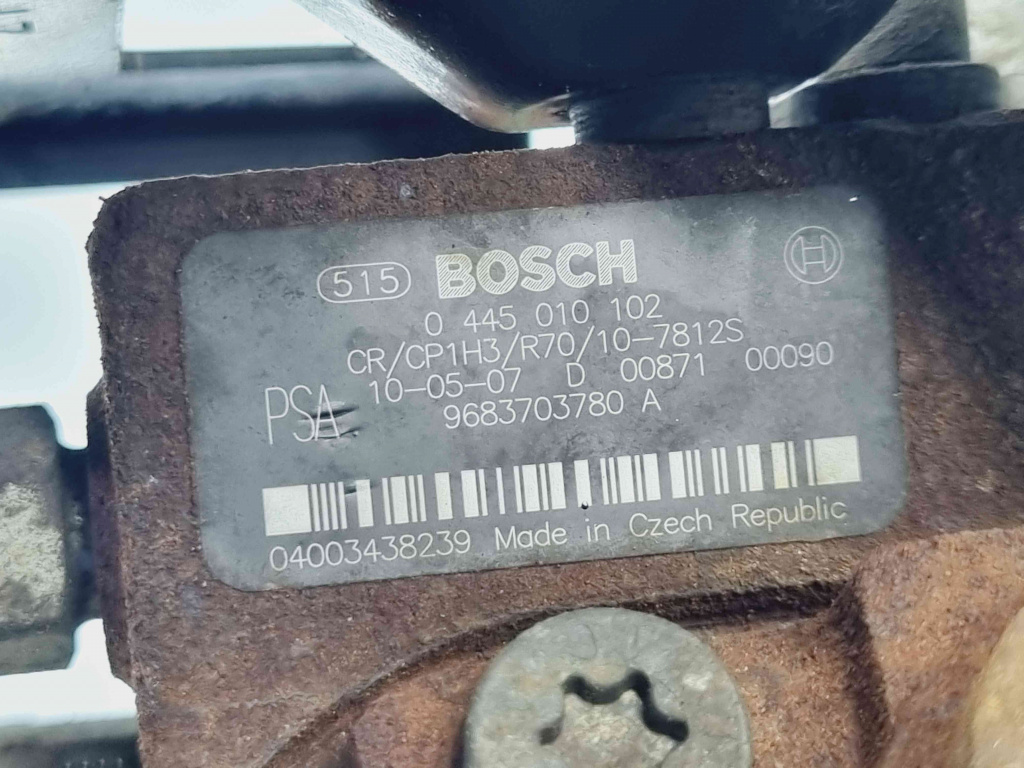 515 BOSCH H
0 445 010 102
CR/CP1H3/R70/10-7812S
10-05-07 D 00871 00090
PSA 9683703780 A
04003438239 Made in Czech Republic